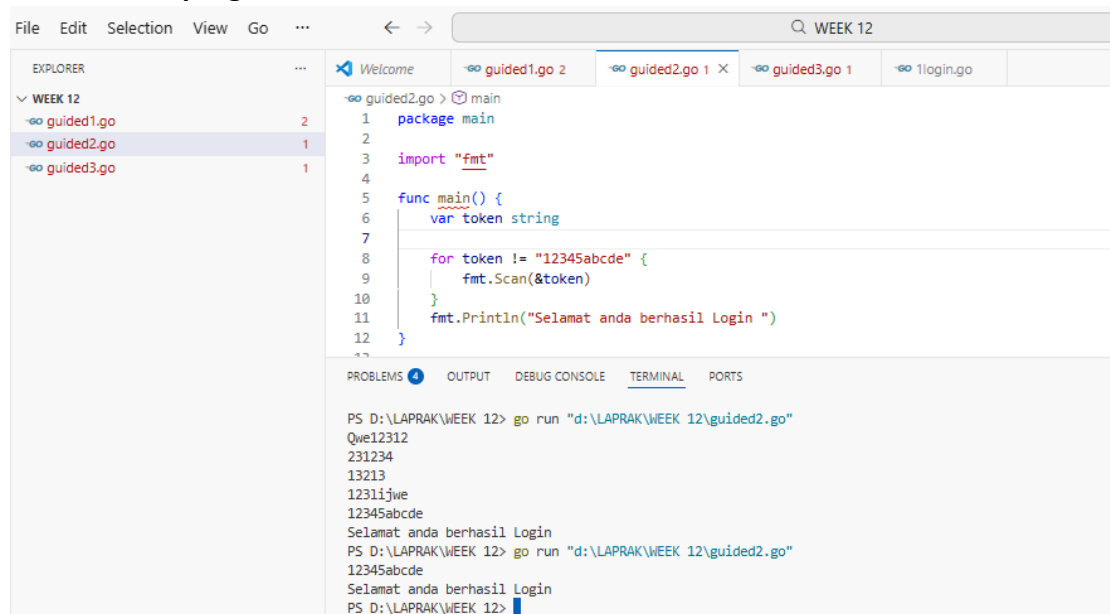 File Edit Selection View Go ··· WEEK 12
EXPLORER ···
WEEK 12
guided1.go 2
guided2.go 1
guided3.go 1
Welcome guided1.go 2 guided2.go 1 guided3.go 1 1login.go
guided2.go > main
1 package main
2
3 import "fmt"
4
5 func main() {
6 var token string
7
8 for token != "12345abcde" {
9 fmt.Scan(&token)
10 }
11 fmt.Println("Selamat anda berhasil Login ")
12 }
PROBLEMS 4 OUTPUT DEBUG CONSOLE TERMINAL PORTS
PS D:\LAPRAK\WEEK 12> go run "d:\LAPRAK\WEEK 12\guided2.go"
Qwe12312
231234
13213
1231ijwe
12345abcde
Selamat anda berhasil Login
PS D:\LAPRAK\WEEK 12> go run "d:\LAPRAK\WEEK 12\guided2.go"
12345abcde
Selamat anda berhasil Login
PS D:\LAPRAK\WEEK 12>